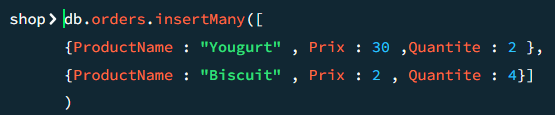 shop> db.orders.insertMany([
{ProductName : "Yougurt" , Prix : 30 ,Quantite : 2 },
{ProductName : "Biscuit" , Prix : 2 , Quantite : 4}]
)